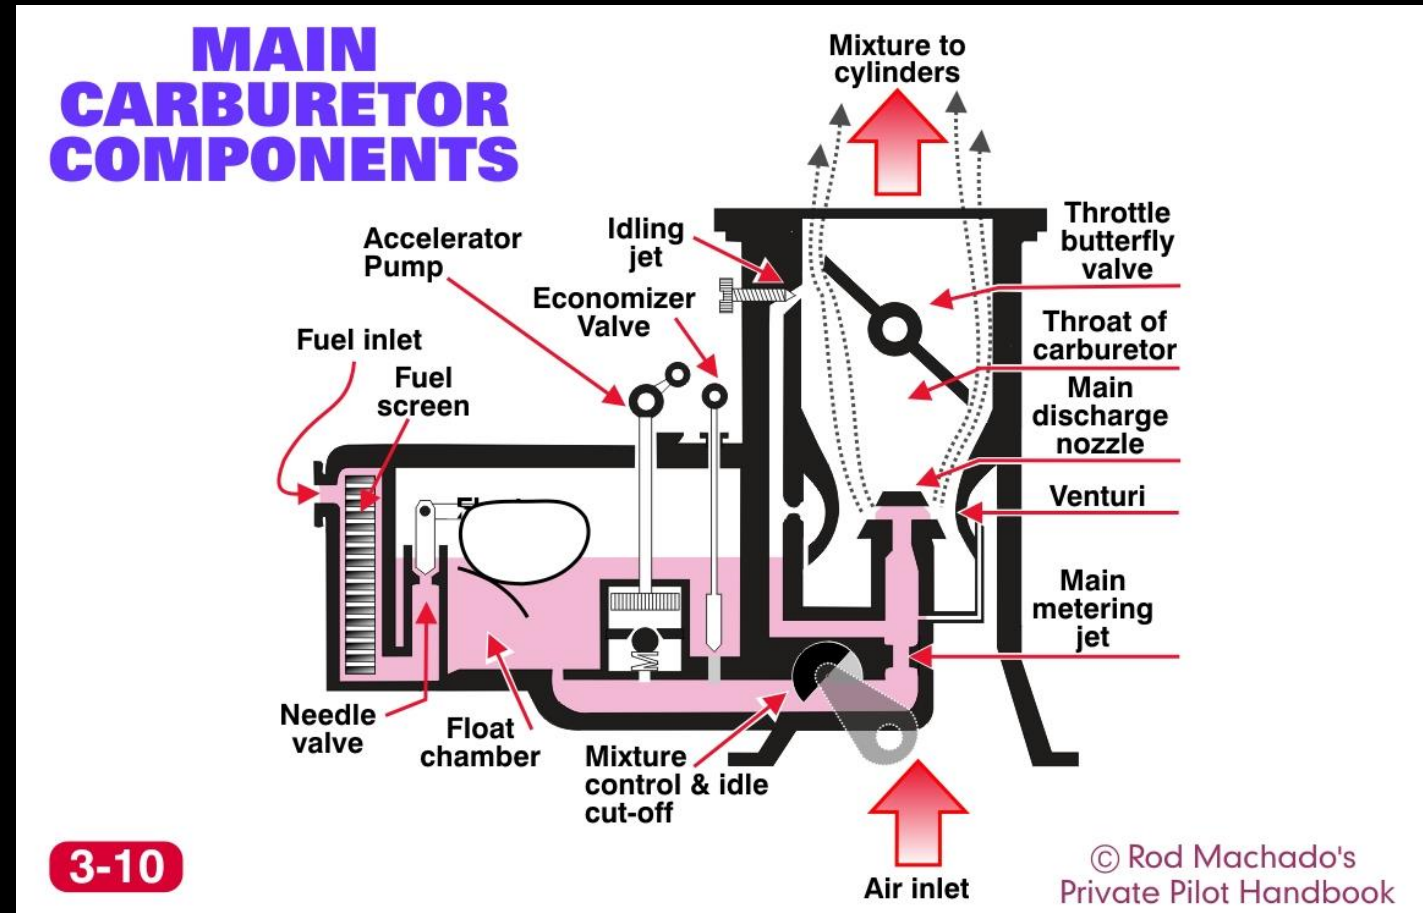 MAIN
CARBURETOR
COMPONENTS
Mixture to
cylinders
Accelerator
Pump
Idling
jet
Economizer
Valve
Fuel inlet
Fuel
screen
Throttle
butterfly
valve
Throat of
carburetor
Main
discharge
nozzle
Venturi
Main
metering
jet
Needle
valve
Float
chamber
Mixture
control & idle
cut-off
Air inlet
3-10
© Rod Machado's
Private Pilot Handbook